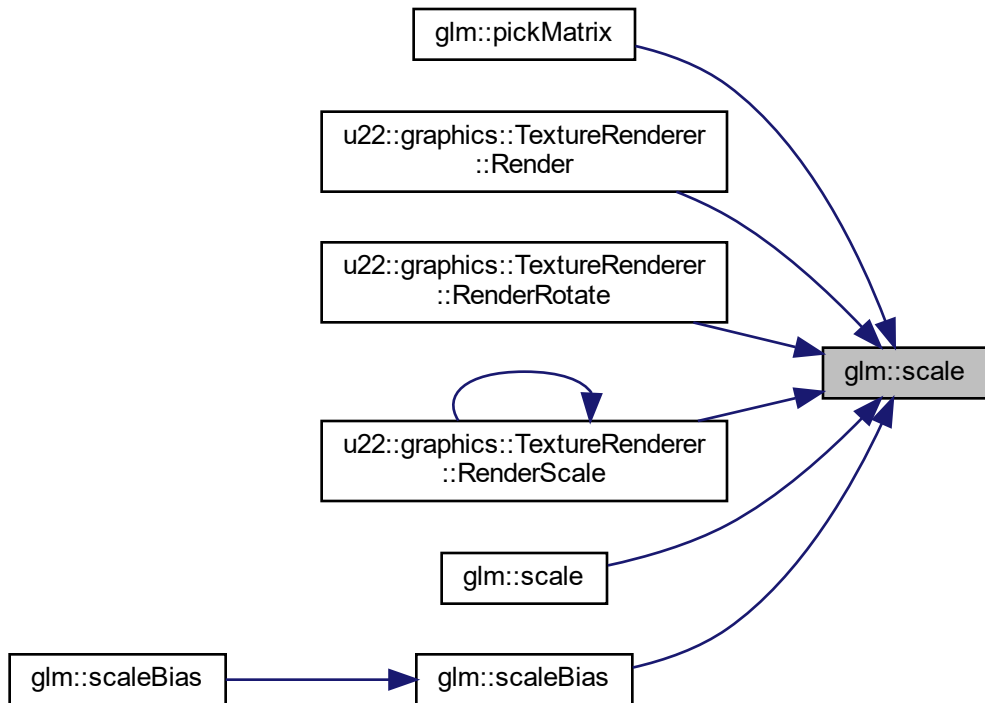 glm::pickMatrix
u22::graphics::TextureRenderer
::Render
u22::graphics::TextureRenderer
::RenderRotate
glm::scale
u22::graphics::TextureRenderer
::RenderScale
glm::scale
glm::scaleBias
glm::scaleBias